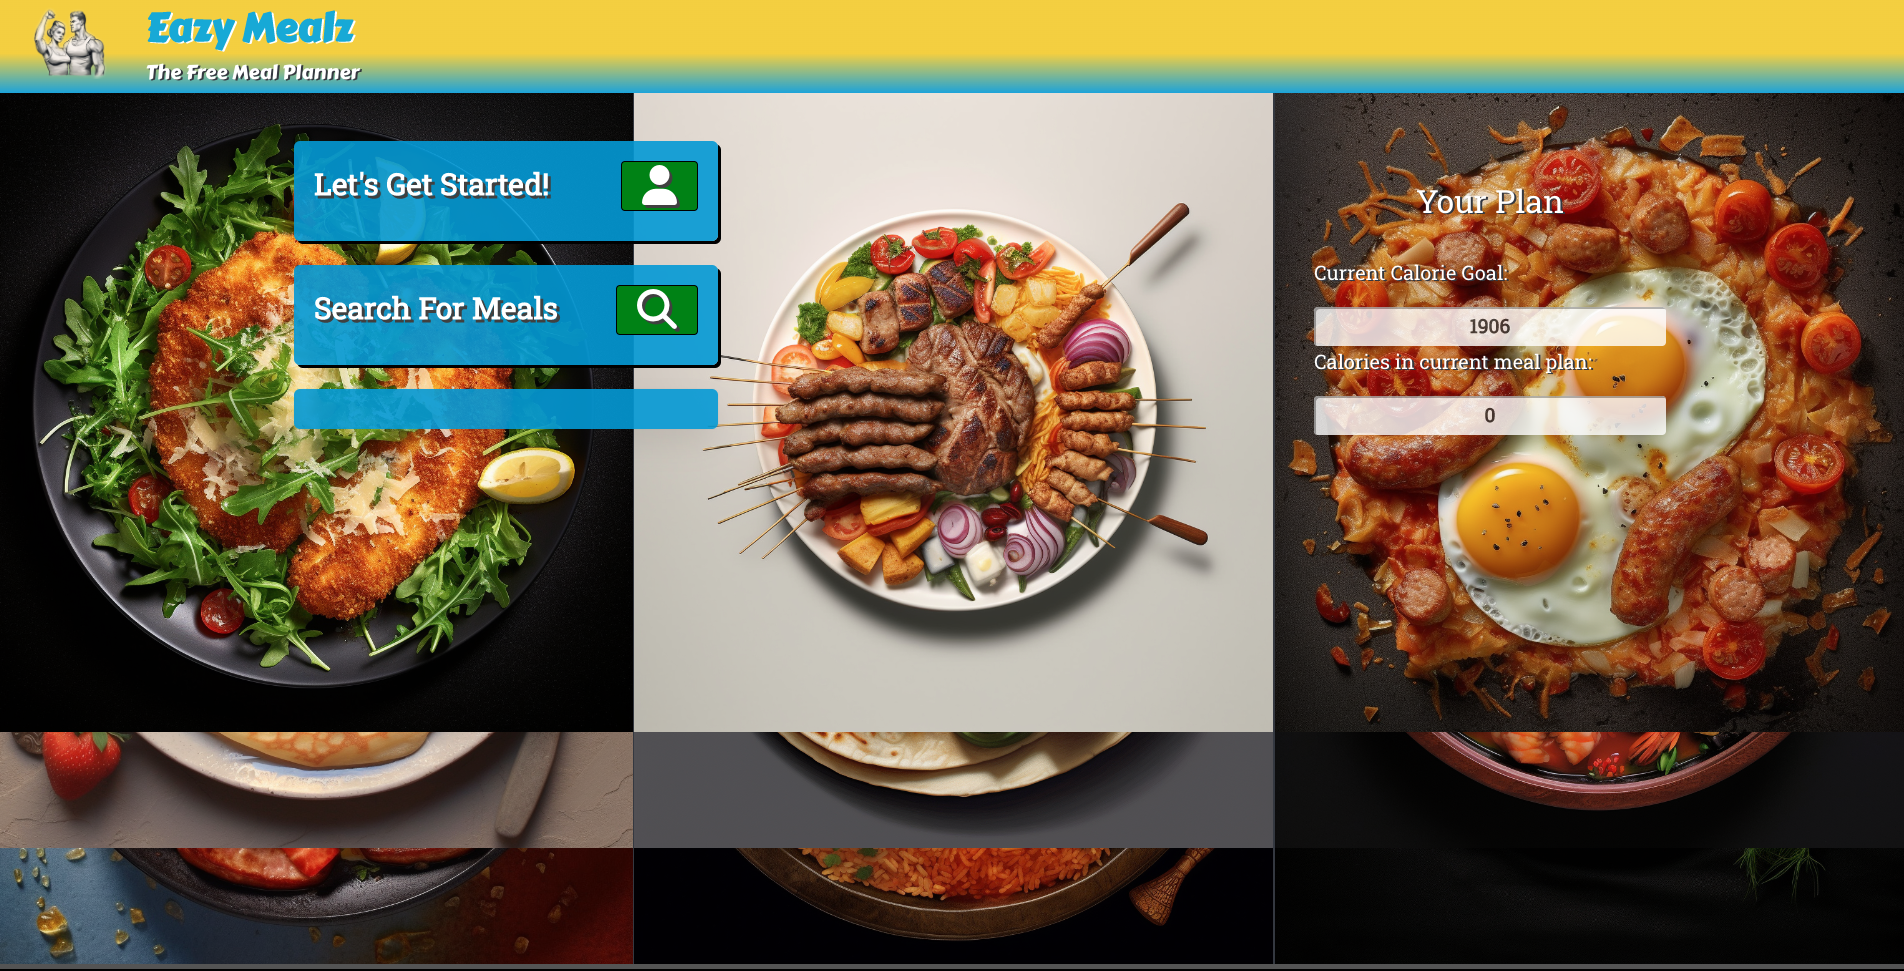 Eazy Mealz
The Free Meal Planner
Let's Get Started!
Search For Meals
Your Plan
Current Calorie Goal:
1906
Calories in current meal plan:
0